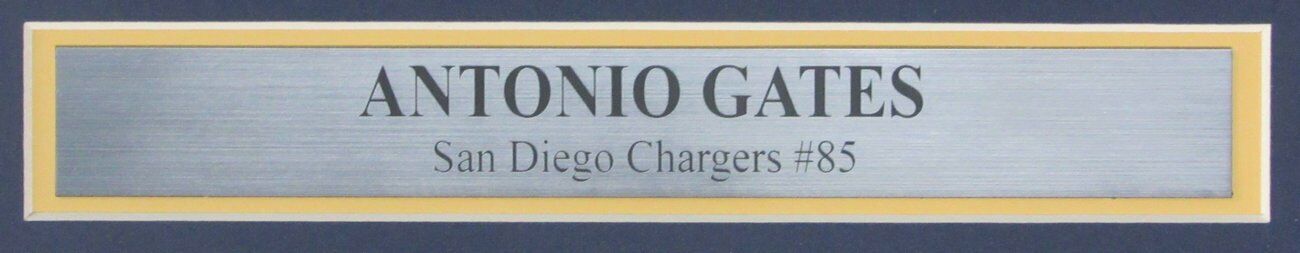 ANTONIO GATES
San Diego Chargers #85